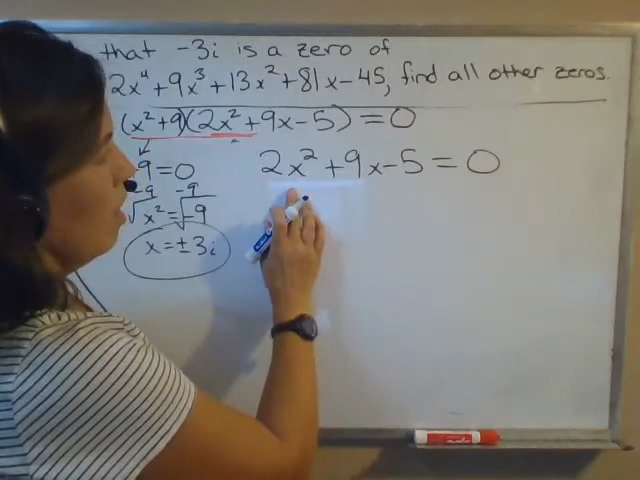 that -3i is a zero of
2x⁴+9x³+13x²+81x-45, find all other zeros.
(x²+9)(2x²+9x-5)=0
9=0
-9 -9
√x²=√-9
x=±3i
2x²+9x-5=0